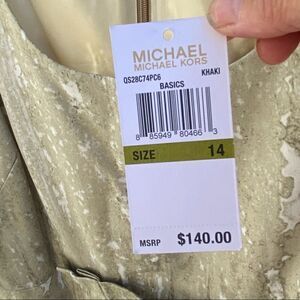 MICHAEL
MICHAEL KORS
QS28C74PC6 KHAKI
BASICS
8 85949 80466 3
SIZE 14
MSRP $140.00